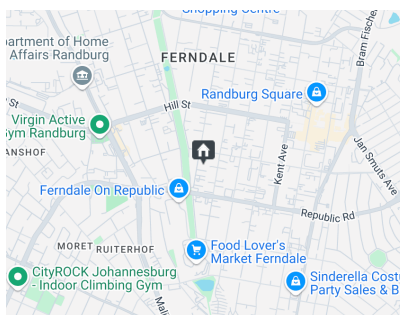 Shopping Centre
partment of Home
Affairs Randburg
FERNDALE
Bram Fischer
Randburg Square
Hill St
St
Virgin Active
Gym Randburg
ANSHOF
Kent Ave
Jan Smuts Ave
Ferndale On Republic
Republic Rd
MORET
RUITERHOF
Food Lover's
Market Ferndale
CityROCK Johannesburg
- Indoor Climbing Gym
Sinderella Costu
Party Sales & B
Mali